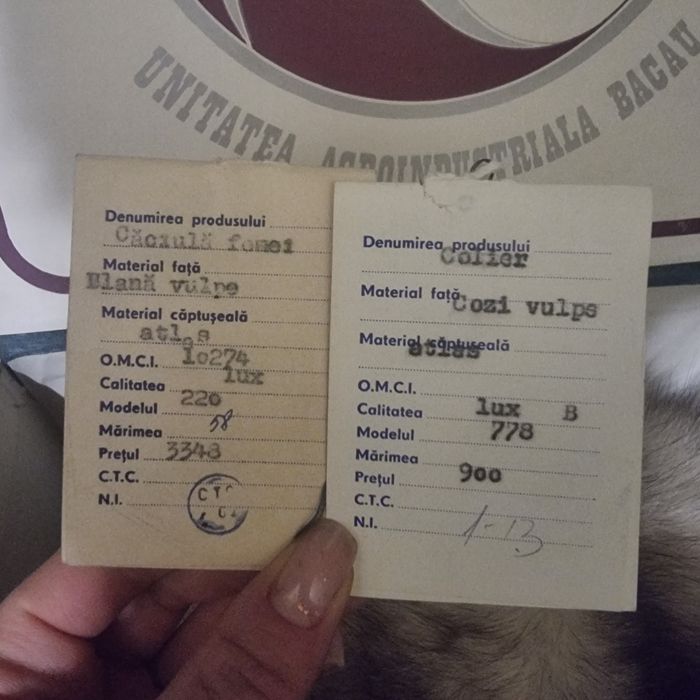 UNITATEA AGROINDUSTRIALA BACAU
Denumirea produsului
Căciulă femei
Material față
Blană vulpe
Material căptușeală
atlas
O.M.C.I. 10274
Calitatea lux
Modelul 226
Mărimea 58
Prețul 3348
C.T.C.
N.I.
CTC
Denumirea produsului
Colier
Material față Cozi vulpe
Material căptușeală
atlas
O.M.C.I.
Calitatea lux B
Modelul 778
Mărimea
Prețul 900
C.T.C.
N.I.